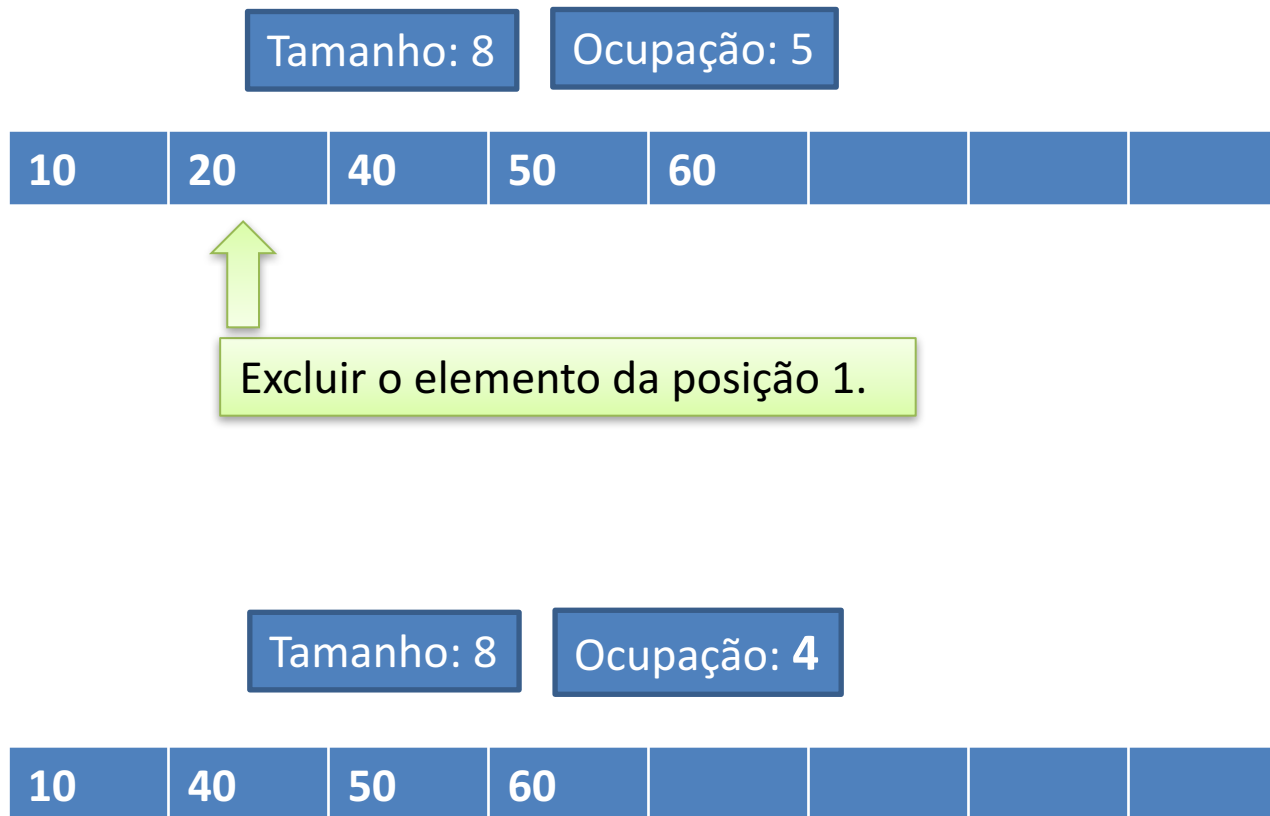 Tamanho: 8 Ocupação: 5
10 20 40 50 60
Excluir o elemento da posição 1.
Tamanho: 8 Ocupação: 4
10 40 50 60